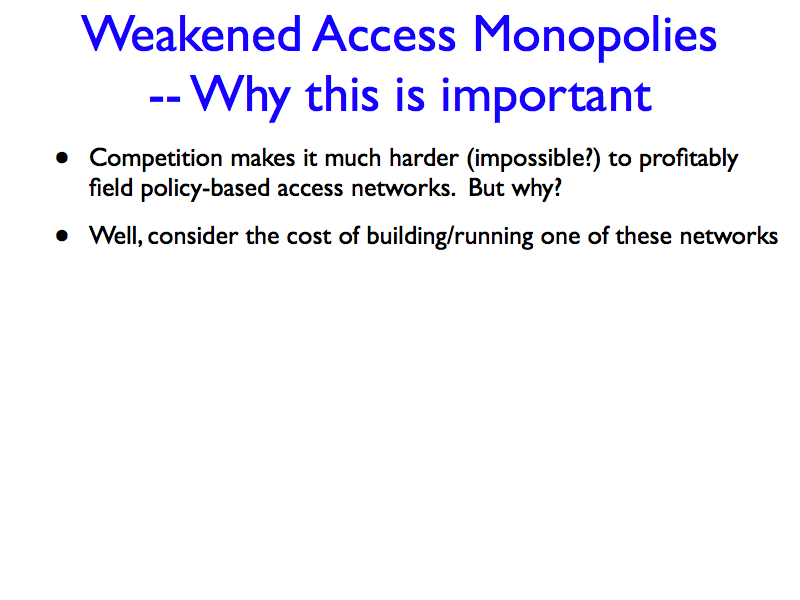 Weakened Access Monopolies
-- Why this is important
• Competition makes it much harder (impossible?) to profitably
field policy-based access networks.  But why?
• Well, consider the cost of building/running one of these networks